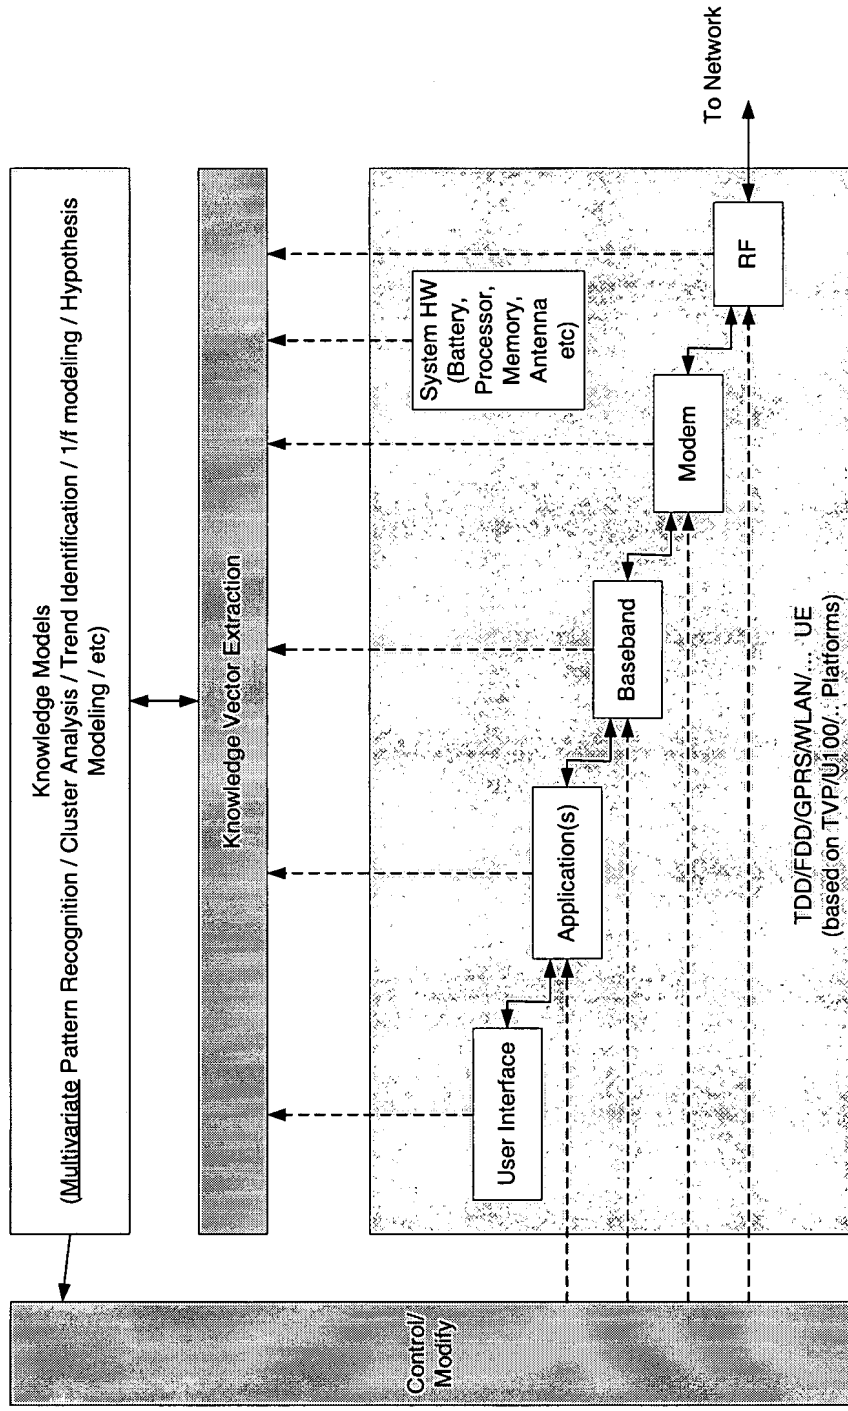 Knowledge Models
(Multivariate Pattern Recognition / Cluster Analysis / Trend Identification / 1/f modeling / Hypothesis
Modeling / etc)
Knowledge Vector Extraction
Control/
Modify
User Interface
Application(s)
Baseband
Modem
System HW
(Battery,
Processor,
Memory,
Antenna
etc)
RF
To Network
TDD/FDD/GPRS/WLAN/.... UE
(based on TVP/U100/.. Platforms)